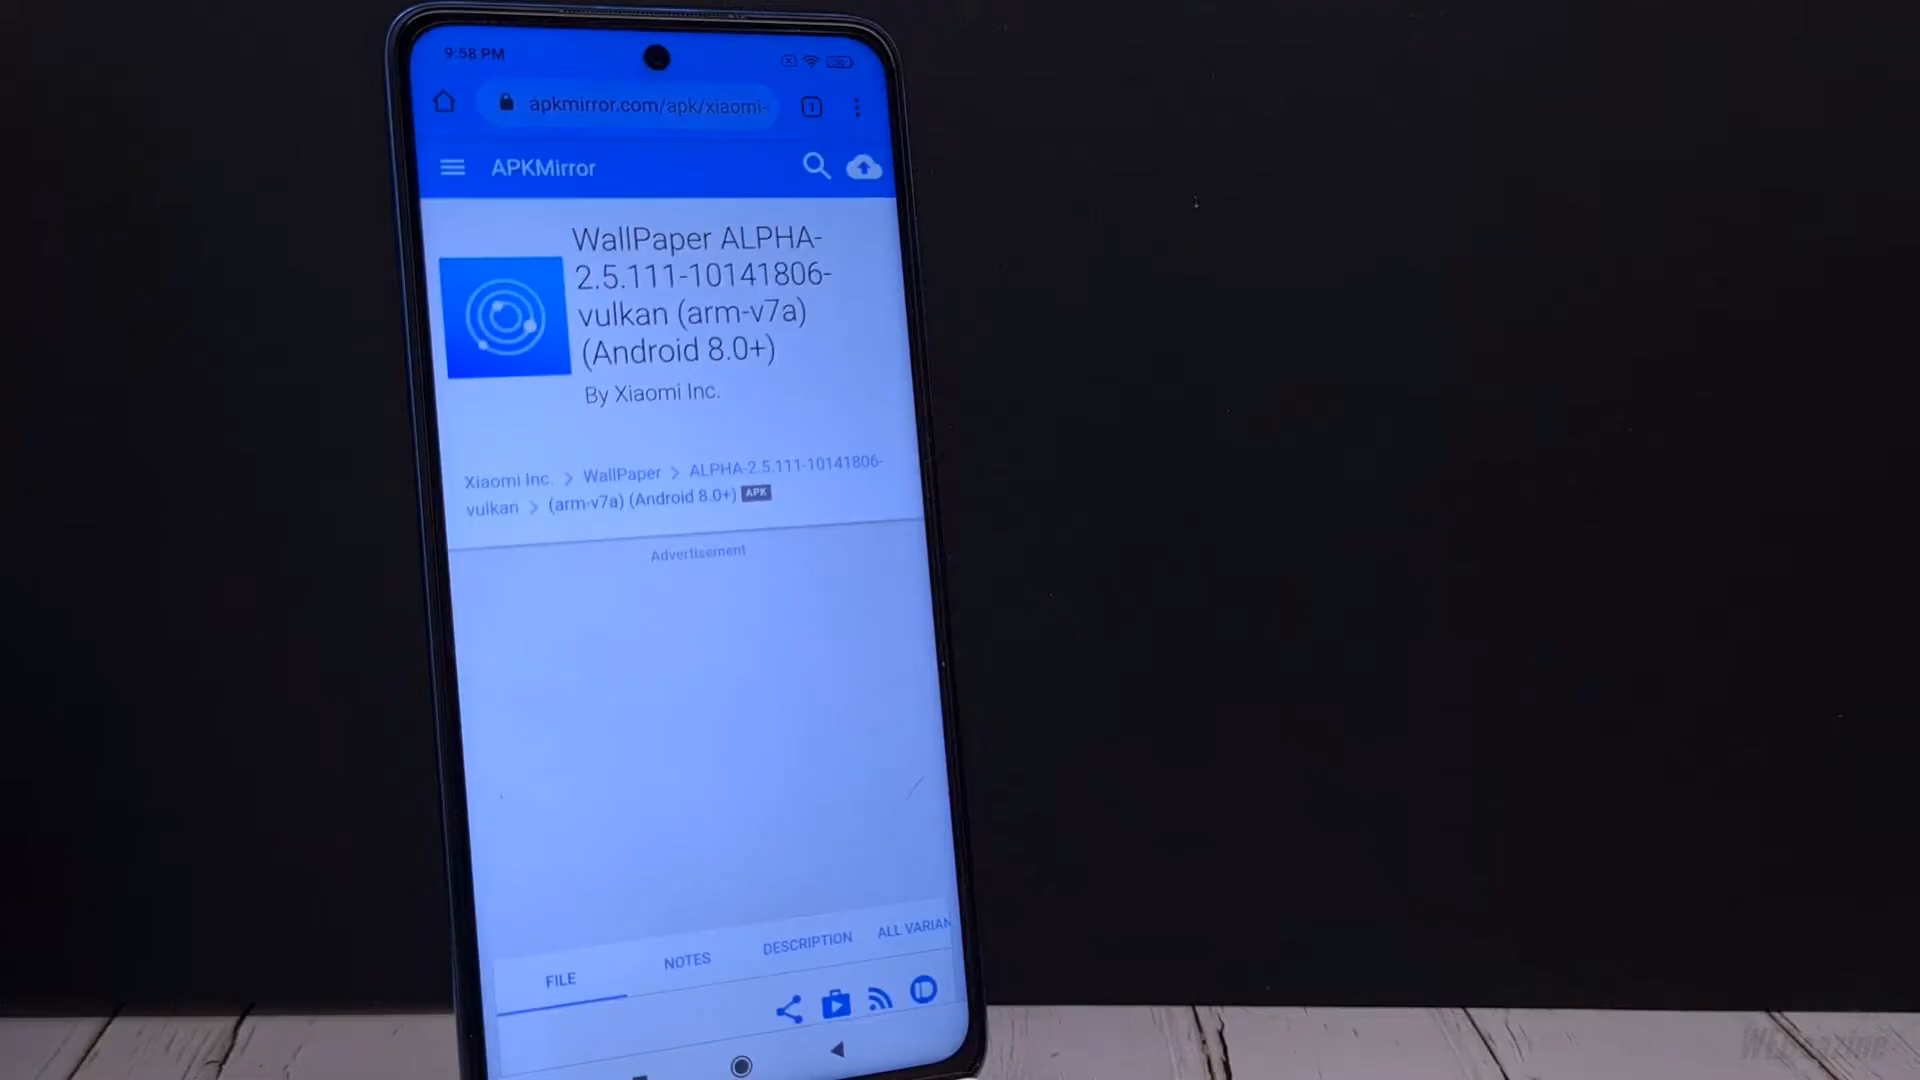 9:58 PM
apkmirror.com/apk/xiaomi-
1
APKMirror
WallPaper ALPHA-
2.5.111-10141806-
vulkan (arm-v7a)
(Android 8.0+)
By Xiaomi Inc.
Xiaomi Inc. > WallPaper > ALPHA-2.5.111-10141806-
vulkan > (arm-v7a) (Android 8.0+) APK
Advertisement
FILE NOTES DESCRIPTION ALL VARIAN